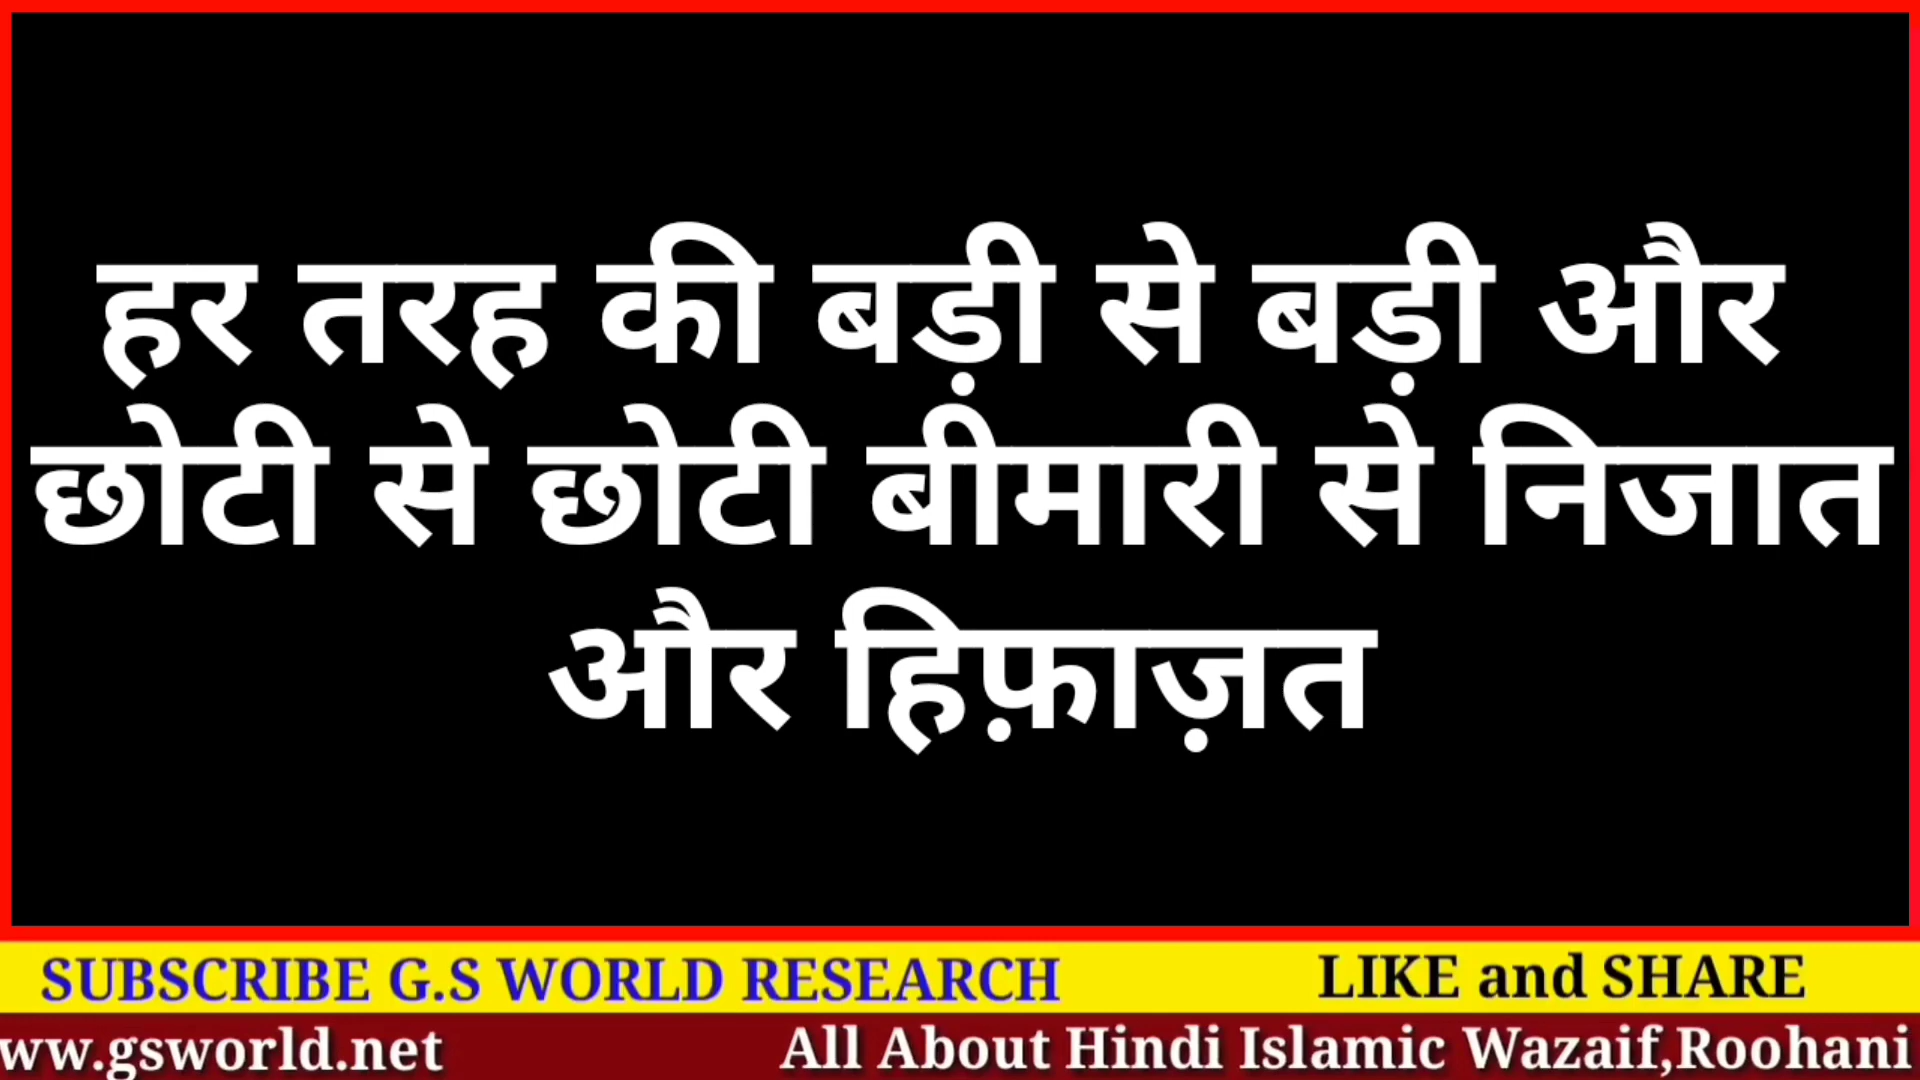 हर तरह की बड़ी से बड़ी और
छोटी से छोटी बीमारी से निजात
और हिफ़ाज़त
SUBSCRIBE G.S WORLD RESEARCH LIKE and SHARE
ww.gsworld.net All About Hindi Islamic Wazaif,Roohani